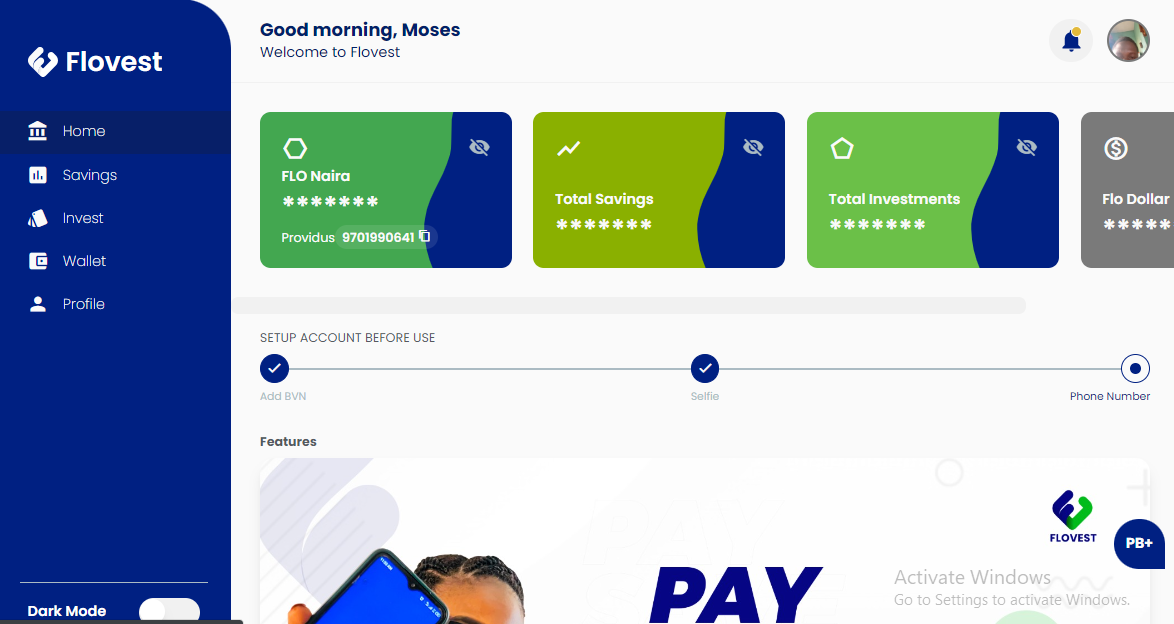 Flovest
Home
Savings
Invest
Wallet
Profile
Dark Mode
Good morning, Moses
Welcome to Flovest
FLO Naira
*******
Providus 9701990641
Total Savings
*******
Total Investments
*******
Flo Dollar
*****
SETUP ACCOUNT BEFORE USE
Add BVN
Selfie
Phone Number
Features
FLOVEST
PB+
PAY
Activate Windows
Go to Settings to activate Windows.